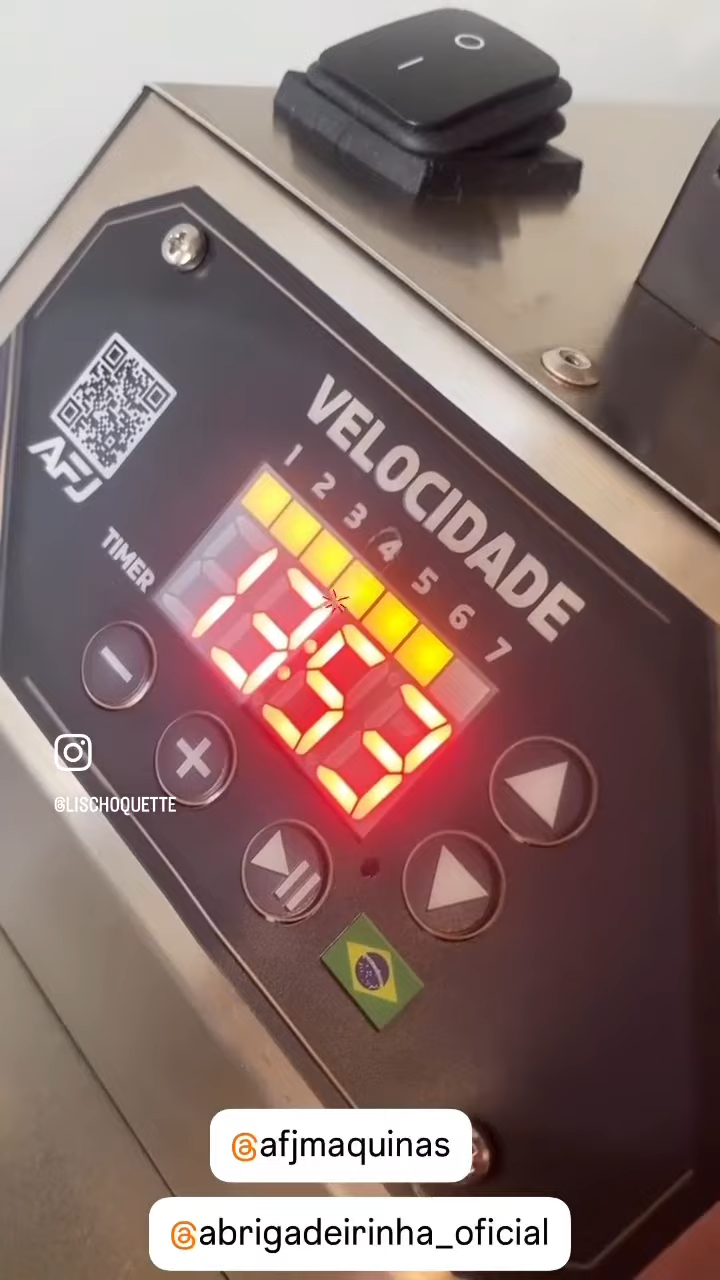 VELOCIDADE
1 2 3 4 5 6 7
AFJ
TIMER
13:53
@LISCHOQUETTE
@afjmaquinas
@abrigadeirinha_oficial